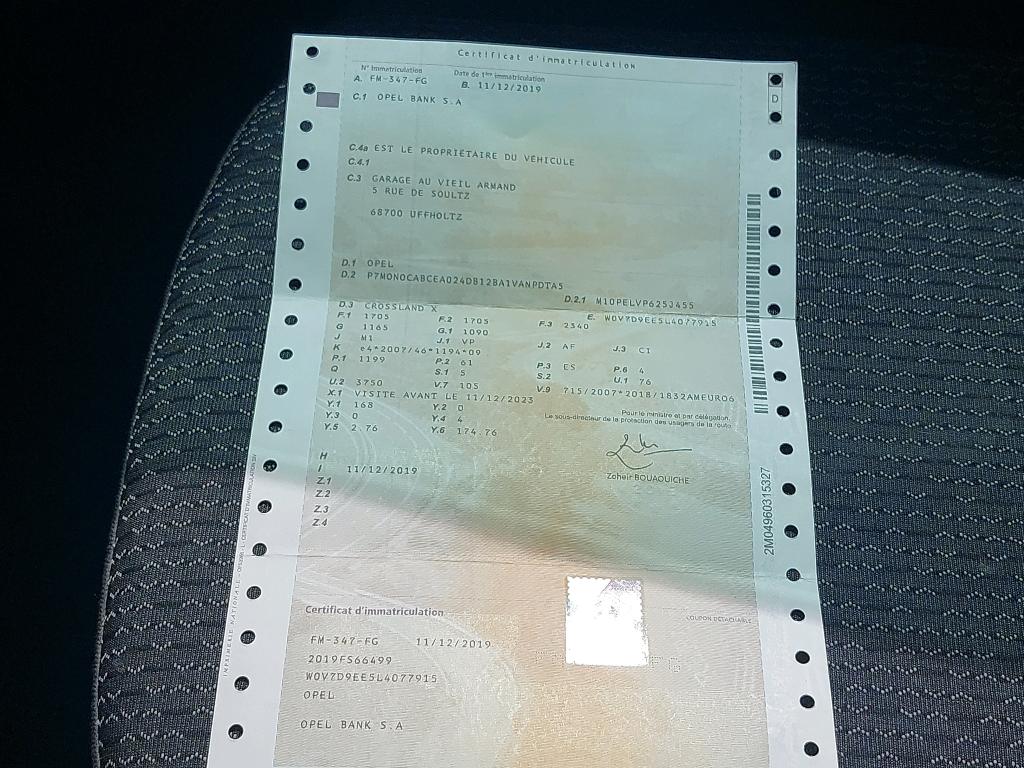 Certificat d'immatriculation
N° Immatriculation Date de 1ère immatriculation
A. FM-347-FG B. 11/12/2019
D
C.1 OPEL BANK S.A
C.4a EST LE PROPRIÉTAIRE DU VÉHICULE
C.4.1
C.3 GARAGE AU VIEIL ARMAND
5 RUE DE SOULTZ
68700 UFFHOLTZ
D.1 OPEL
D.2 P7MONOCABCEA024DB12BA1VANPDTA5
D.2.1 M10PELVP625J455
D.3 CROSSLAND X E. W0V7D9EE5L4077915
F.1 1705 F.2 1705 F.3 2340
G 1165 G.1 1090
J M1 J.1 VP J.2 AF J.3 CI
K e4*2007/46*1194*09
P.1 1199 P.2 61 P.3 ES P.6 4
Q S.1 5 S.2 U.1 76
U.2 3750 V.7 105 V.9 715/2007*2018/1832AMEURO6
X.1 VISITE AVANT LE 11/12/2023
Y.1 168 Y.2 0
Y.3 0 Y.4 4
Y.5 2.76 Y.6 174.76
Pour le ministre et par délégation,
Le sous-directeur de la protection des usagers de la route
Zoheir BOUAOUICHE
H
I 11/12/2019
Z.1
Z.2
Z.3
Z.4
2M04960315327
Certificat d'immatriculation
COUPON DÉTACHABLE
FM-347-FG 11/12/2019
2019FS66499
W0V7D9EE5L4077915
OPEL
OPEL BANK S.A